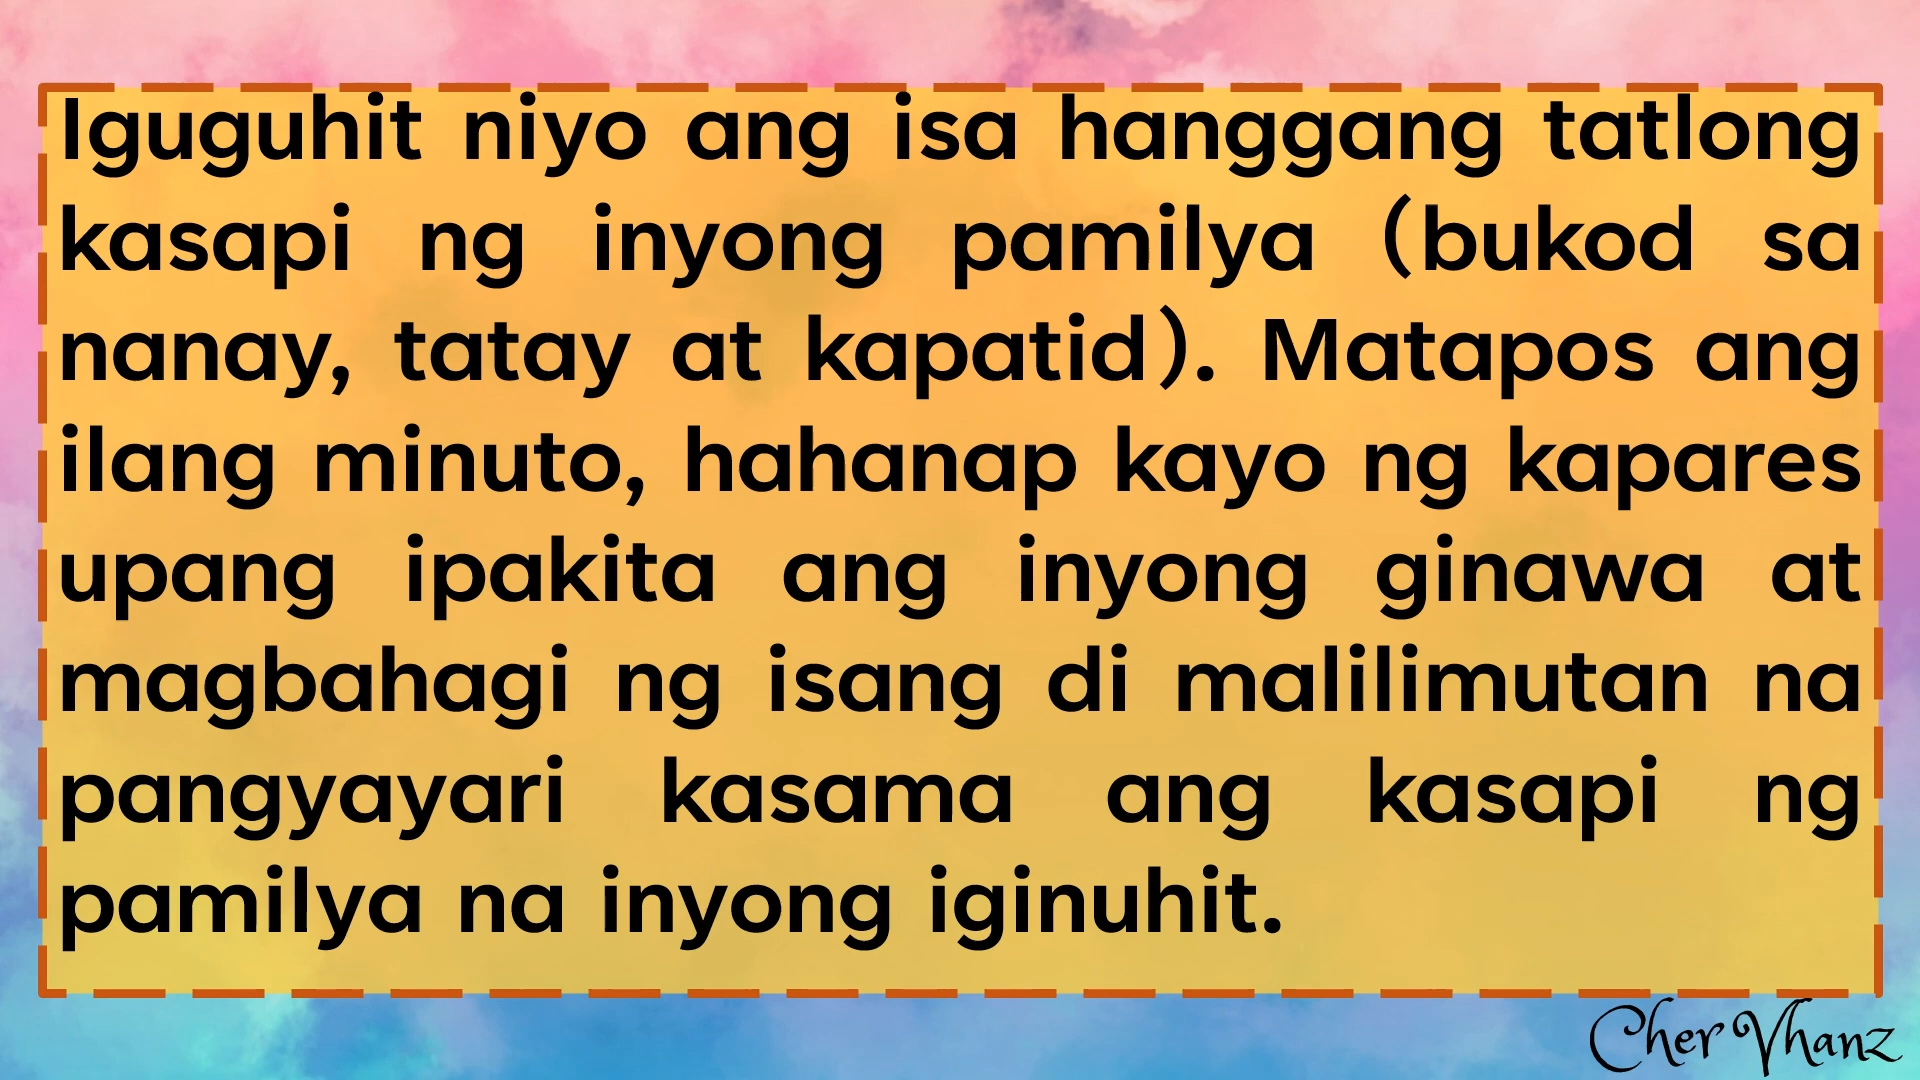 Iguguhit niyo ang isa hanggang tatlong
kasapi ng inyong pamilya (bukod sa
nanay, tatay at kapatid). Matapos ang
ilang minuto, hahanap kayo ng kapares
upang ipakita ang inyong ginawa at
magbahagi ng isang di malilimutan na
pangyayari kasama ang kasapi ng
pamilya na inyong iginuhit.
Cher Vhanz